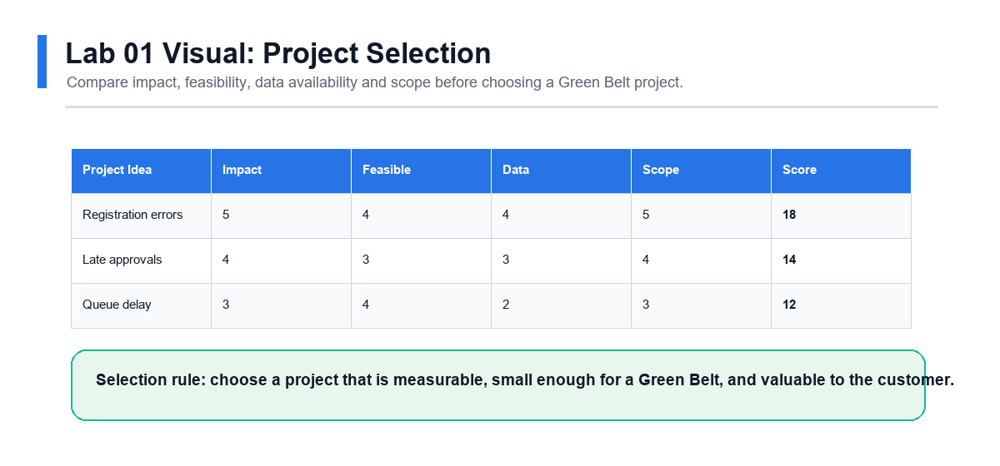 Lab 01 Visual: Project Selection
Compare impact, feasibility, data availability and scope before choosing a Green Belt project.
Project Idea Impact Feasible Data Scope Score
Registration errors 5 4 4 5 18
Late approvals 4 3 3 4 14
Queue delay 3 4 2 3 12
Selection rule: choose a project that is measurable, small enough for a Green Belt, and valuable to the customer.